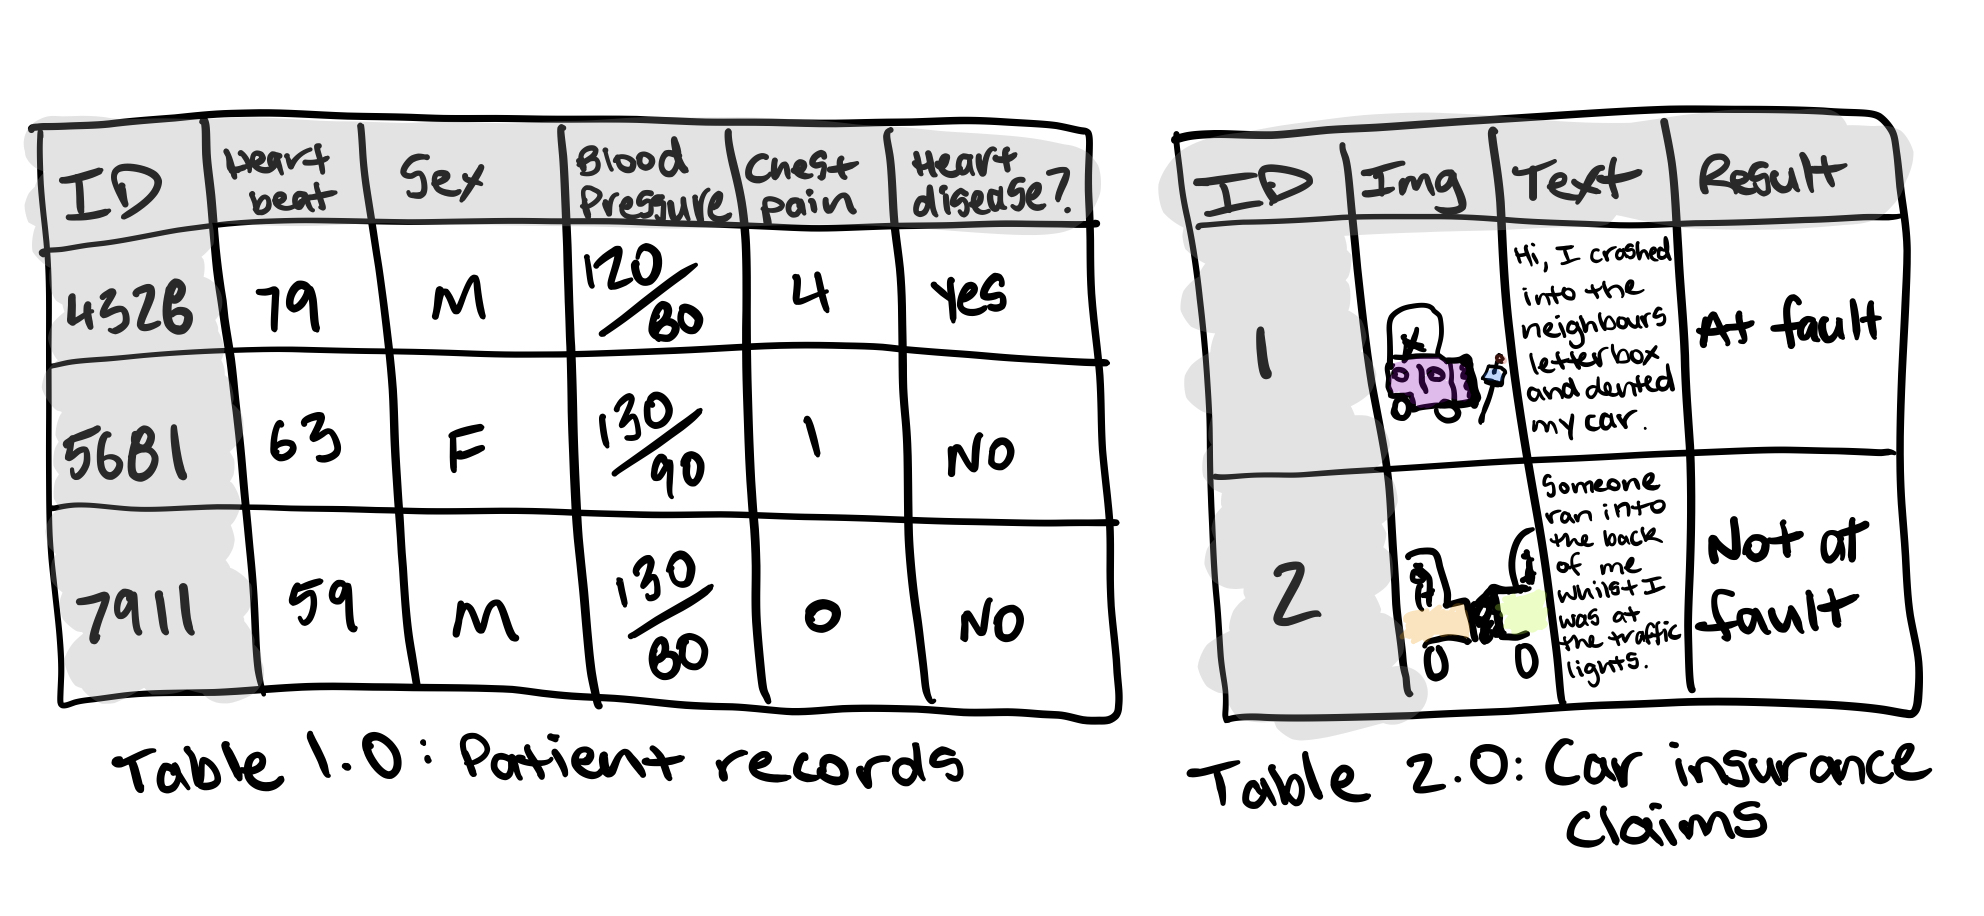 ID Heart beat Sex Blood Pressure Chest pain Heart disease?
4326 79 M 120/80 4 Yes
5681 63 F 130/90 1 NO
7911 59 M 130/80 0 NO
Table 1.0: Patient records
ID Img Text Result
1
Hi, I crashed
into the
neighbours
letterbox
and dented
my car.
At fault
2
Someone
ran into
the back
of me
whilst I
was at
the traffic
lights.
Not at
fault
Table 2.0: Car insurance
claims